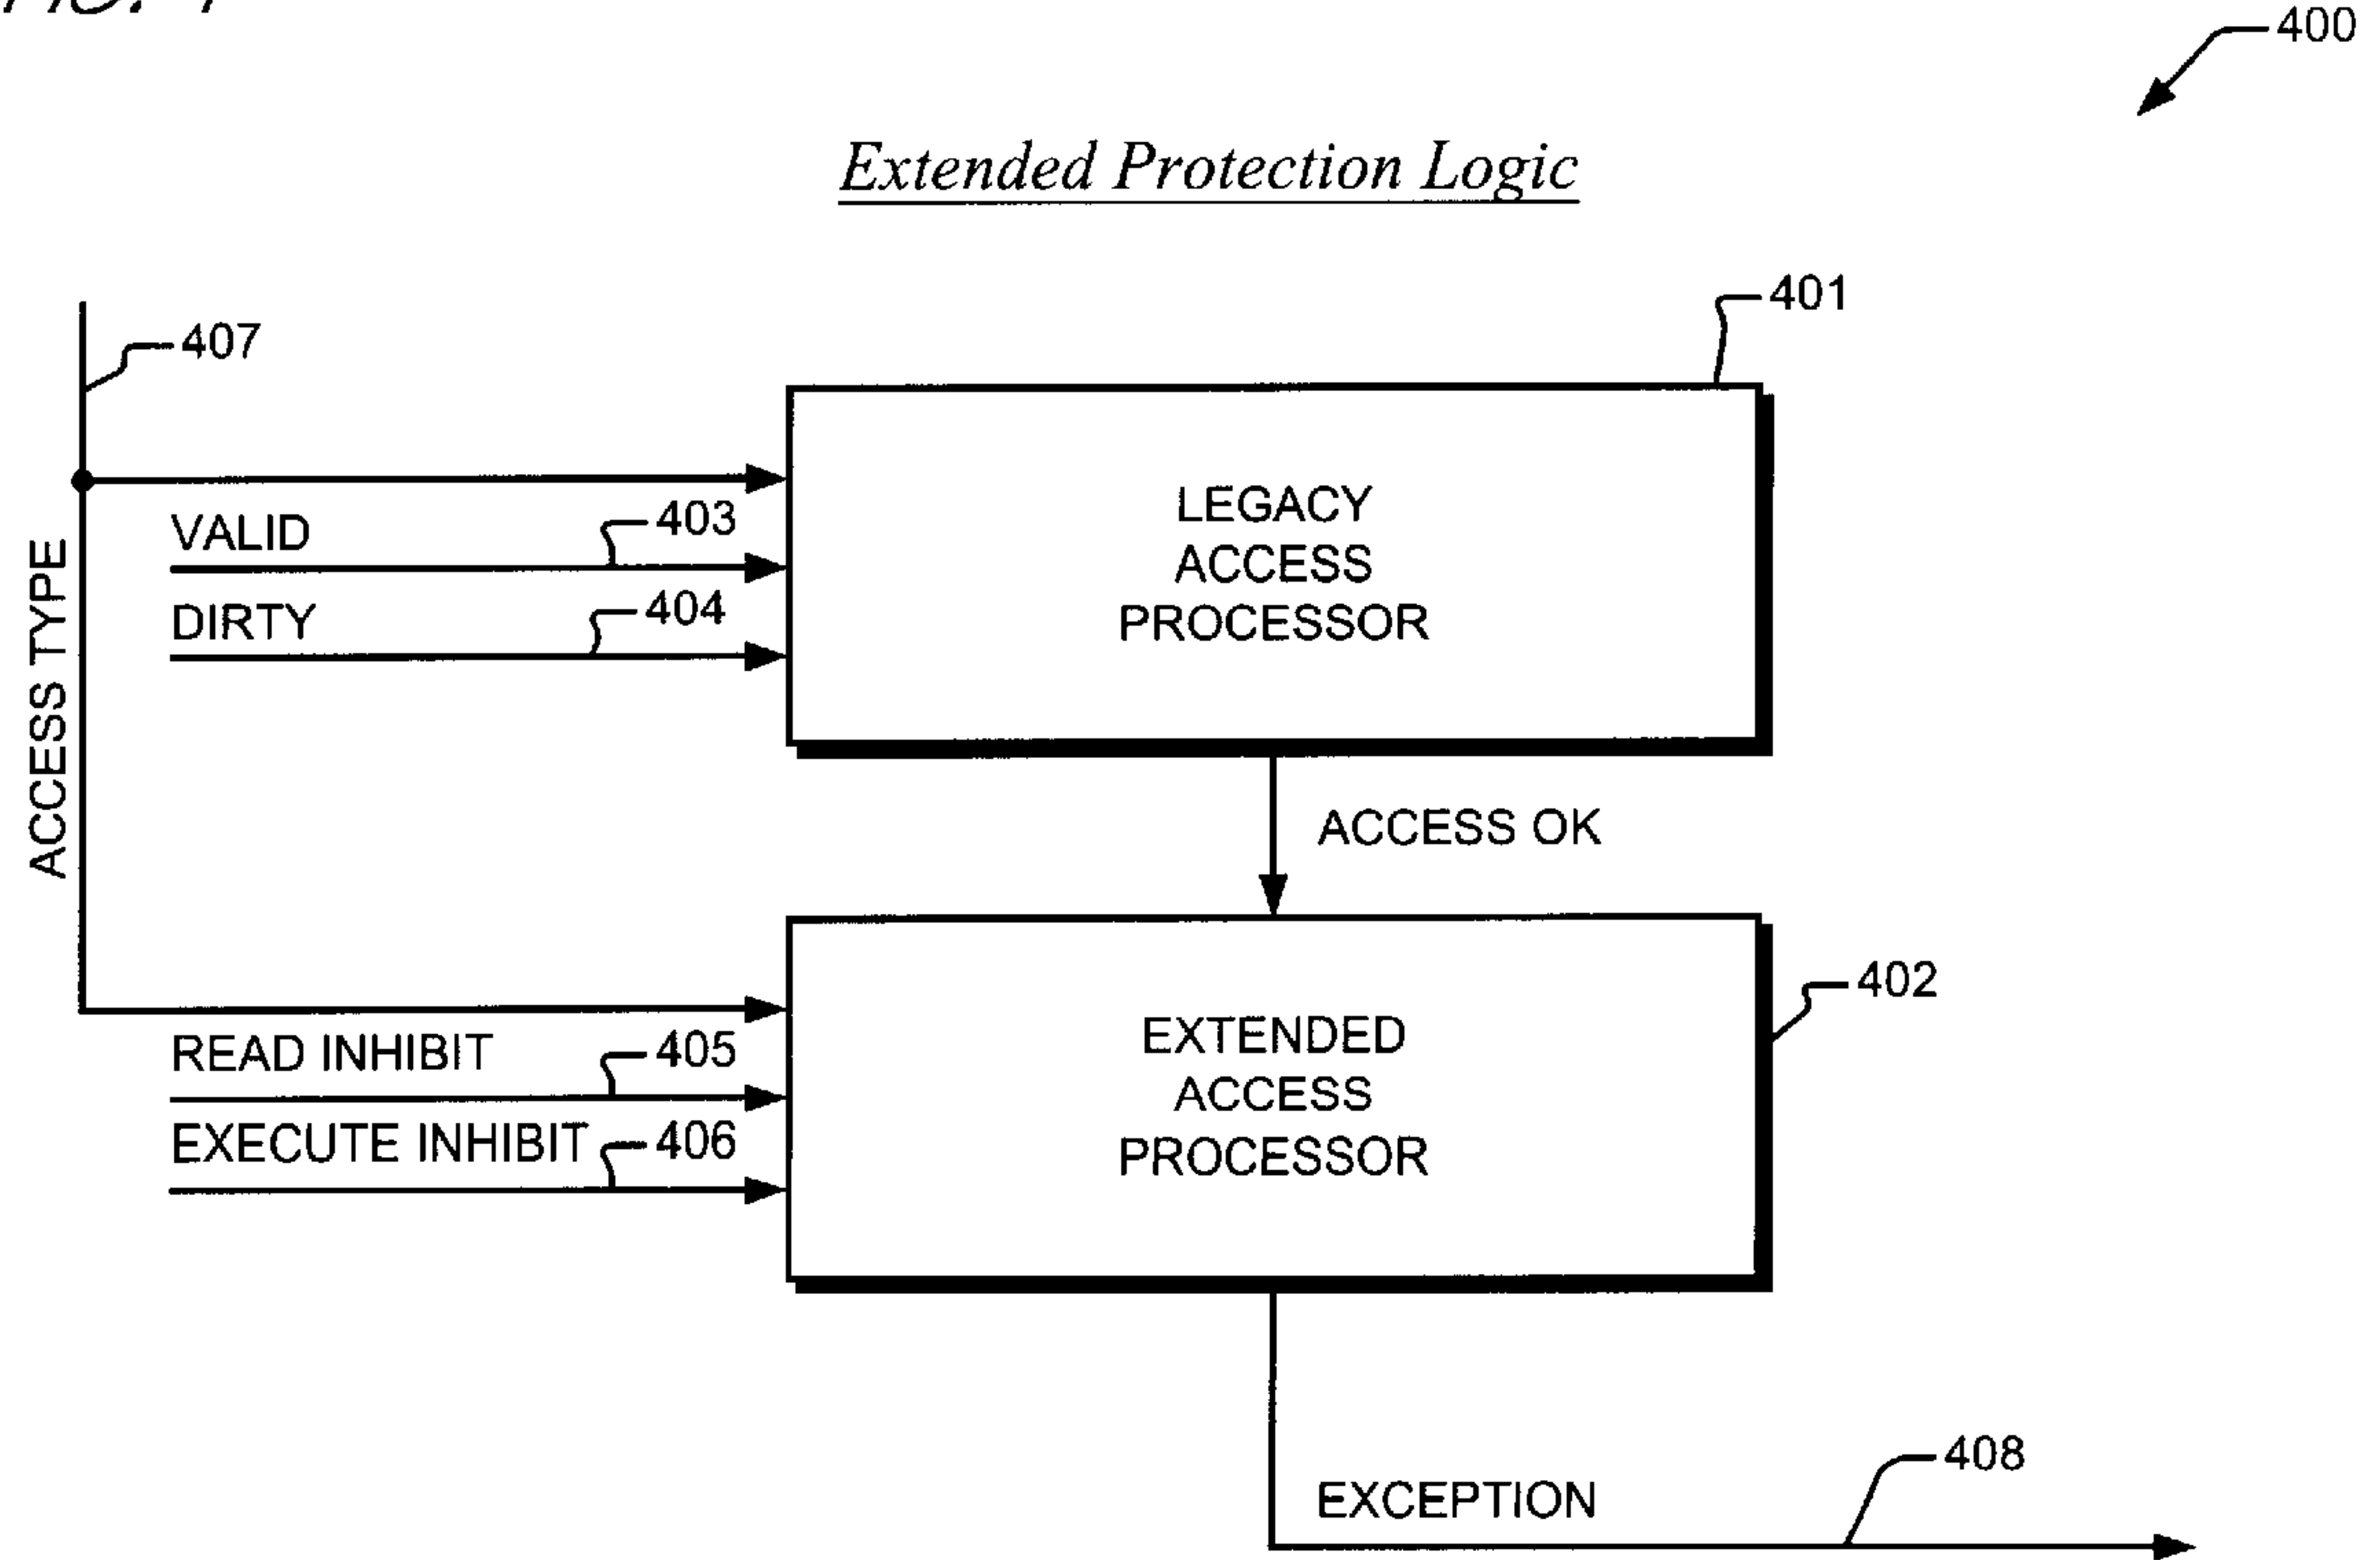 400
Extended Protection Logic
401
407
VALID
403
DIRTY
404
LEGACY
ACCESS
PROCESSOR
ACCESS TYPE
ACCESS OK
402
READ INHIBIT
405
EXECUTE INHIBIT
406
EXTENDED
ACCESS
PROCESSOR
408
EXCEPTION